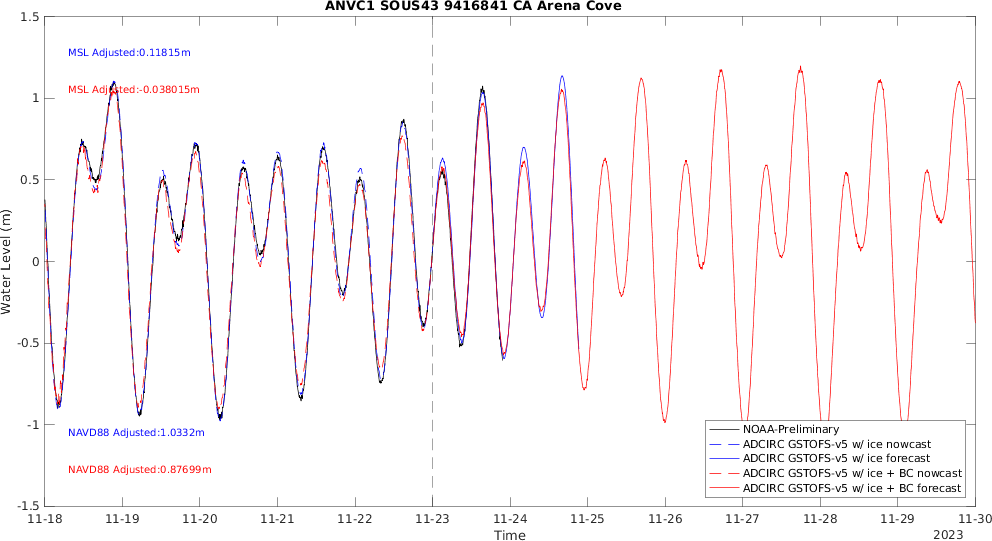 ANVC1 SOUS43 9416841 CA Arena Cove
1.5
1
0.5
0
-0.5
-1
-1.5
Water Level (m)
MSL Adjusted:0.11815m
MSL Adjusted:-0.038015m
NAVD88 Adjusted:1.0332m
NAVD88 Adjusted:0.87699m
NOAA-Preliminary
ADCIRC GSTOFS-v5 w/ ice nowcast
ADCIRC GSTOFS-v5 w/ ice forecast
ADCIRC GSTOFS-v5 w/ ice + BC nowcast
ADCIRC GSTOFS-v5 w/ ice + BC forecast
11-18 11-19 11-20 11-21 11-22 11-23 11-24 11-25 11-26 11-27 11-28 11-29 11-30
Time
2023